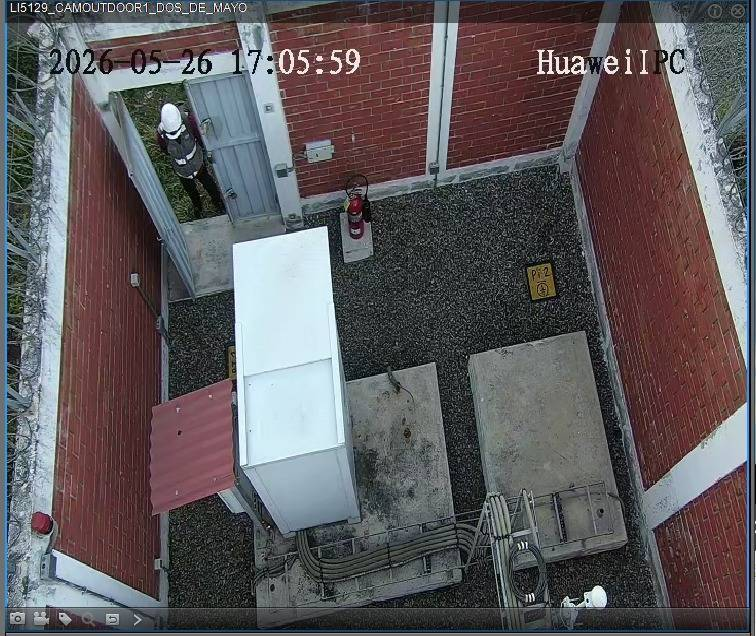 LI5129_CAMOUTDOOR1_DOS_DE_MAYO
2026-05-26 17:05:59
HuaweiIPC
PT-2